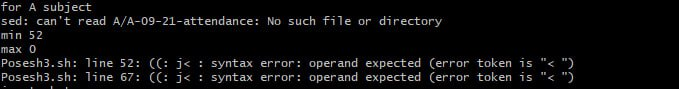 for A subject
sed: can't read A/A-09-21-attendance: No such file or directory
min 52
max 0
Posesh3.sh: line 52: ((: j< : syntax error: operand expected (error token is "< ")
Posesh3.sh: line 67: ((: j< : syntax error: operand expected (error token is "< ")